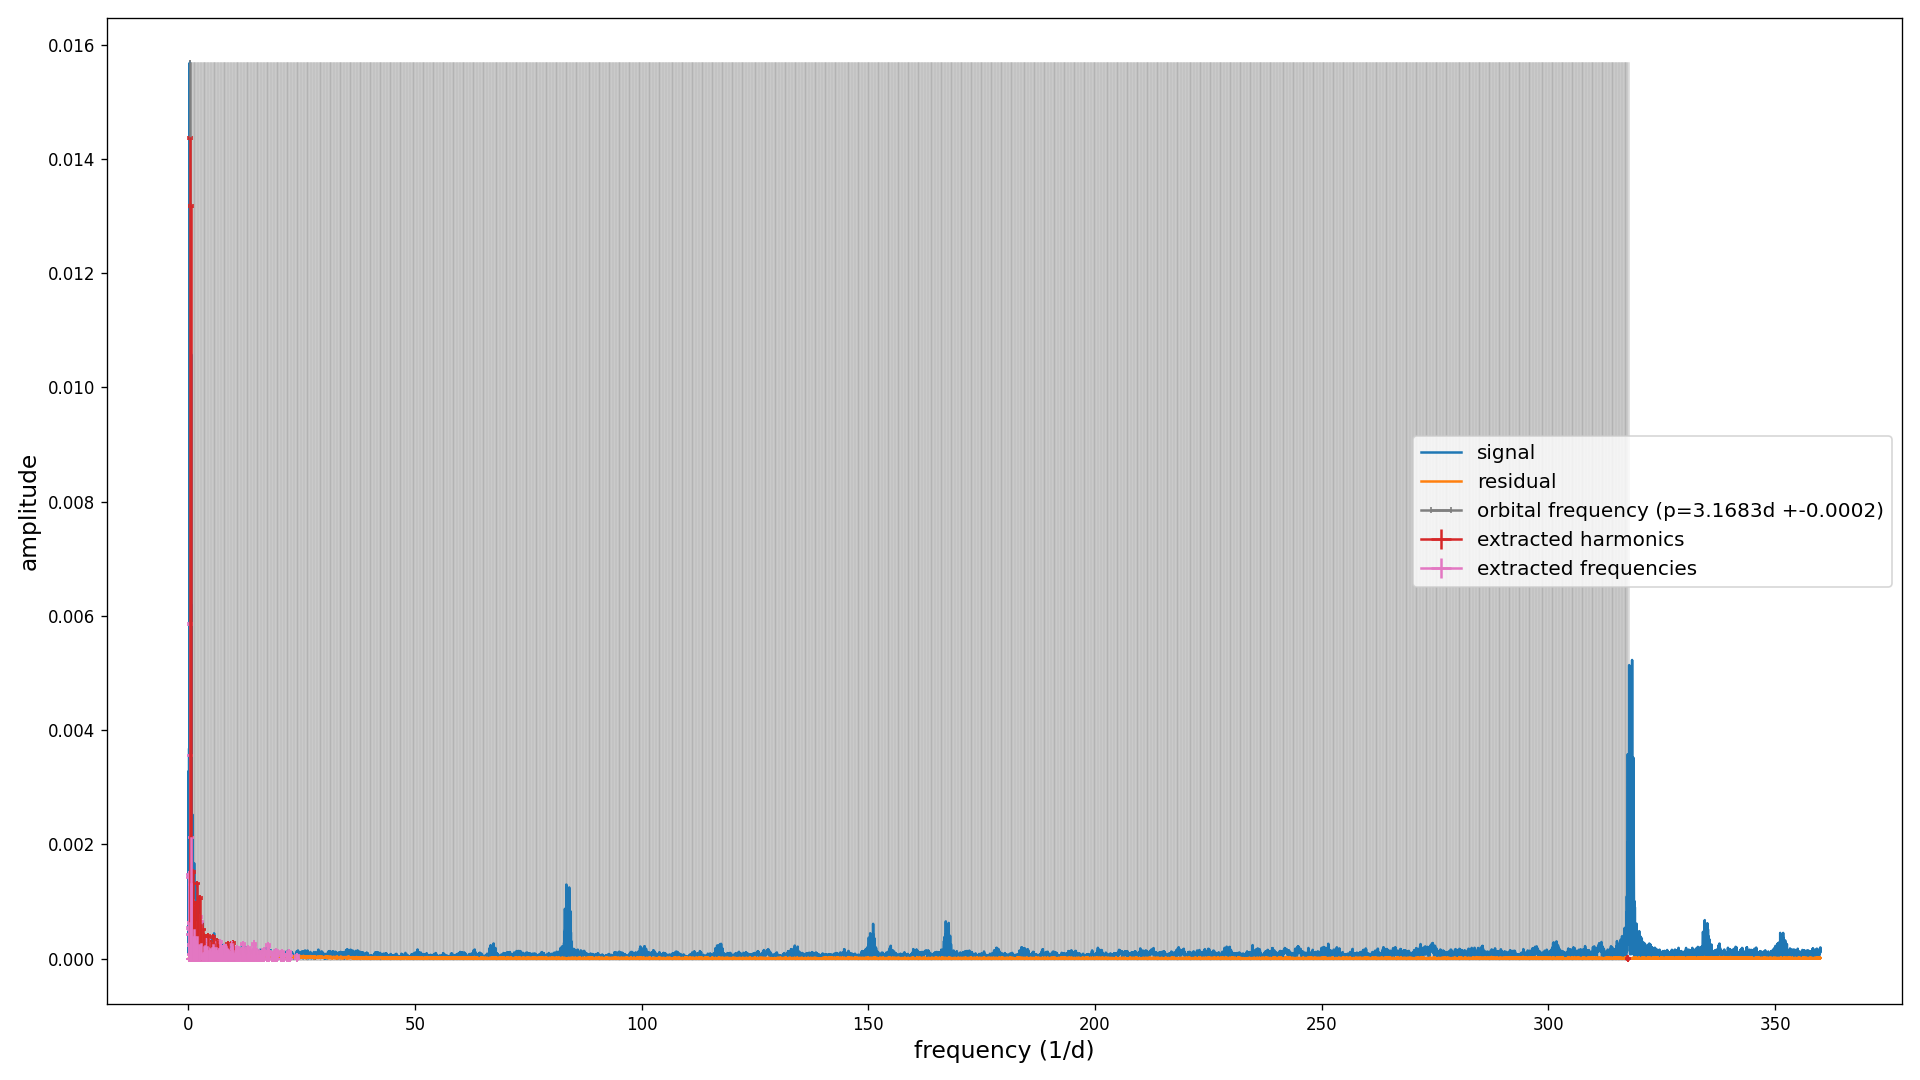 0.016
0.014
0.012
0.010
0.008
0.006
0.004
0.002
0.000
amplitude
signal
residual
orbital frequency (p=3.1683d +-0.0002)
extracted harmonics
extracted frequencies
0 50 100 150 200 250 300 350
frequency (1/d)